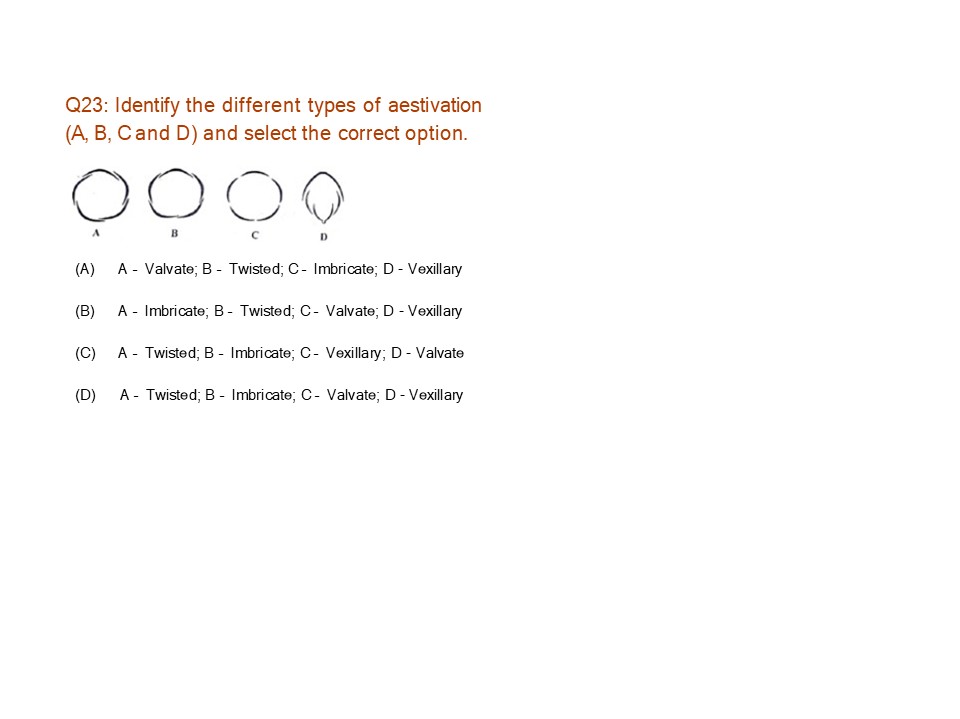 Q23: Identify the different types of aestivation
(A, B, C and D) and select the correct option.
A B C D
(A) A - Valvate; B - Twisted; C - Imbricate; D - Vexillary
(B) A - Imbricate; B - Twisted; C - Valvate; D - Vexillary
(C) A - Twisted; B - Imbricate; C - Vexillary; D - Valvate
(D) A - Twisted; B - Imbricate; C - Valvate; D - Vexillary